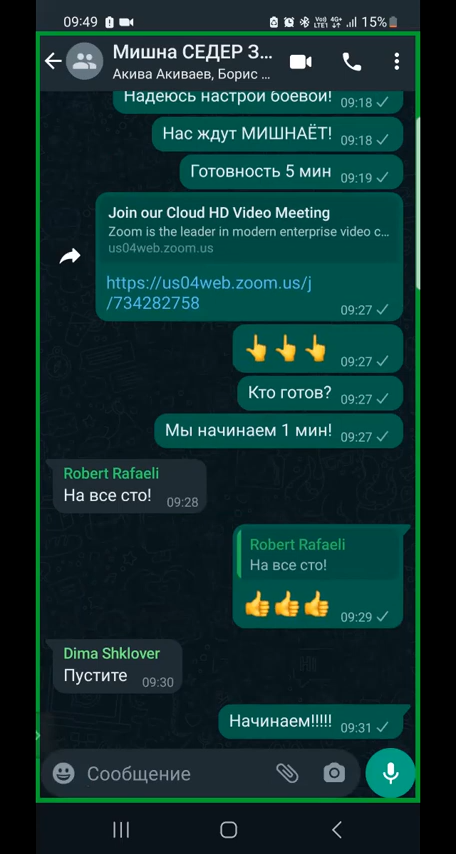 09:49
Vo)) 4G+
LTE1
15%
Мишна СЕДЕР З...
Акива Акиваев, Борис ...
Надеюсь настрой боевой! 09:18
Нас ждут МИШНАЁТ! 09:18
Готовность 5 мин 09:19
Join our Cloud HD Video Meeting
Zoom is the leader in modern enterprise video c...
us04web.zoom.us
https://us04web.zoom.us/j
/734282758
09:27
👆👆👆 09:27
Кто готов? 09:27
Мы начинаем 1 мин! 09:27
Robert Rafaeli
На все сто! 09:28
Robert Rafaeli
На все сто!
👍👍👍 09:29
Dima Shklover
Пустите 09:30
Начинаем!!!!! 09:31
Сообщение